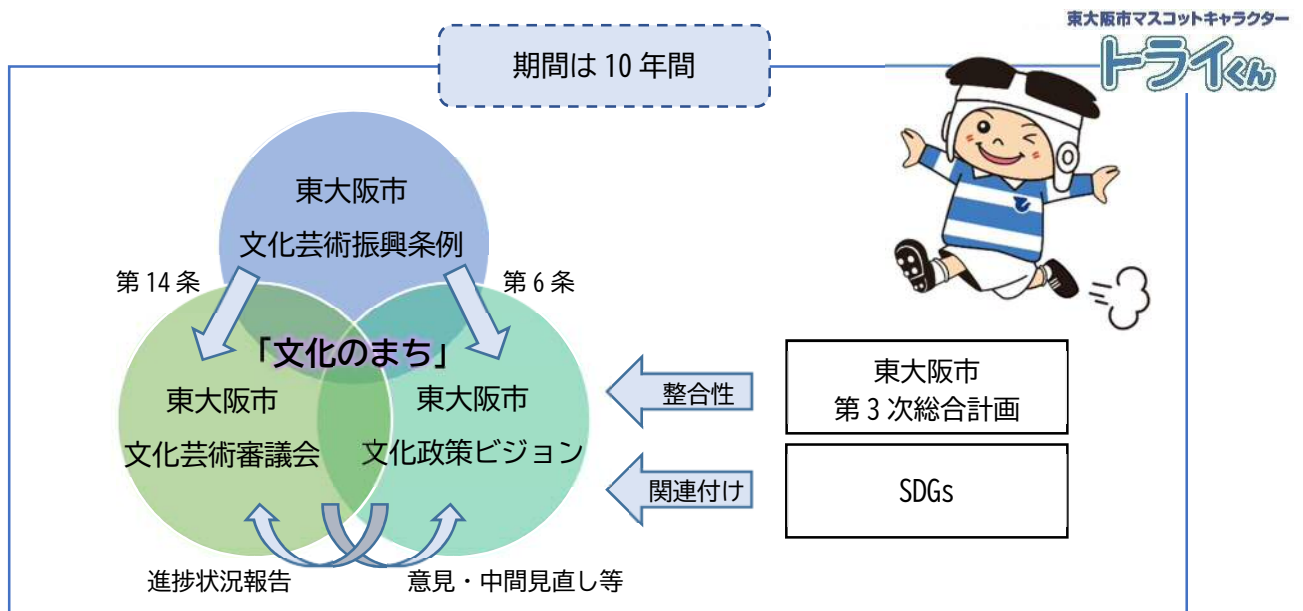 東大阪市マスコットキャラクター
トライくん
期間は 10 年間
東大阪市
文化芸術振興条例
第 14 条
第 6 条
「文化のまち」
東大阪市
文化芸術審議会
東大阪市
文化政策ビジョン
整合性
東大阪市
第 3 次総合計画
関連付け
SDGs
進捗状況報告
意見・中間見直し等